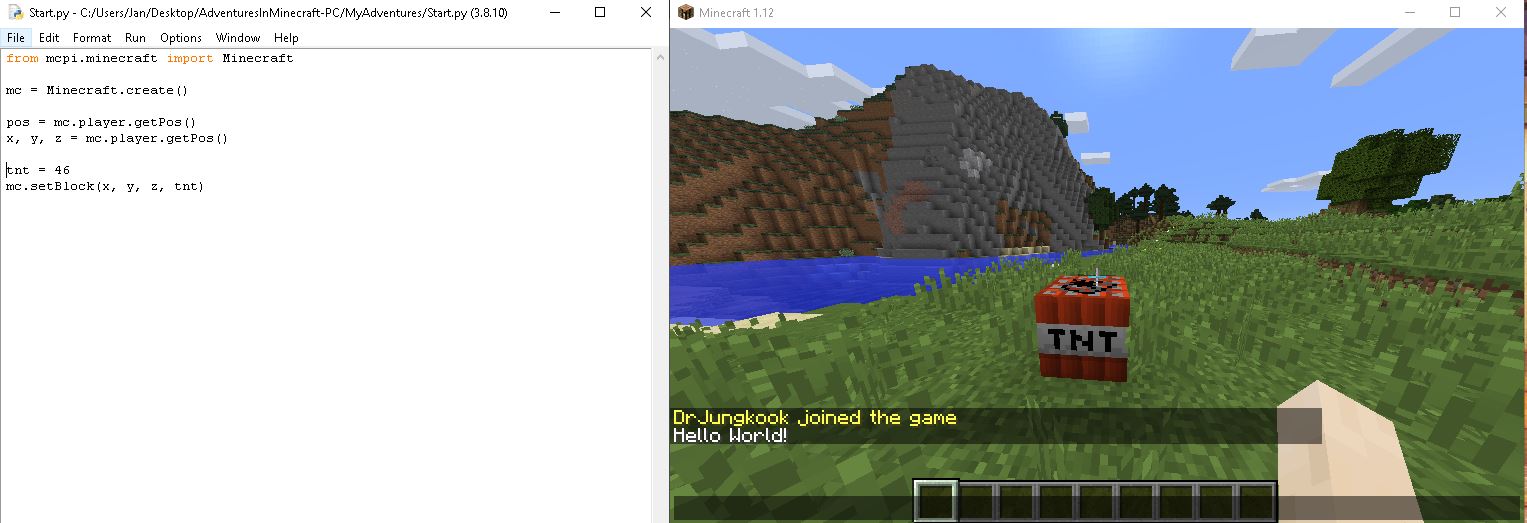 Start.py - C:/Users/Jan/Desktop/AdventuresInMinecraft-PC/MyAdventures/Start.py (3.8.10)
File Edit Format Run Options Window Help
from mcpi.minecraft import Minecraft
mc = Minecraft.create()
pos = mc.player.getPos()
x, y, z = mc.player.getPos()
tnt = 46
mc.setBlock(x, y, z, tnt)
Minecraft 1.12
TNT
DrJungkook joined the game
Hello World!